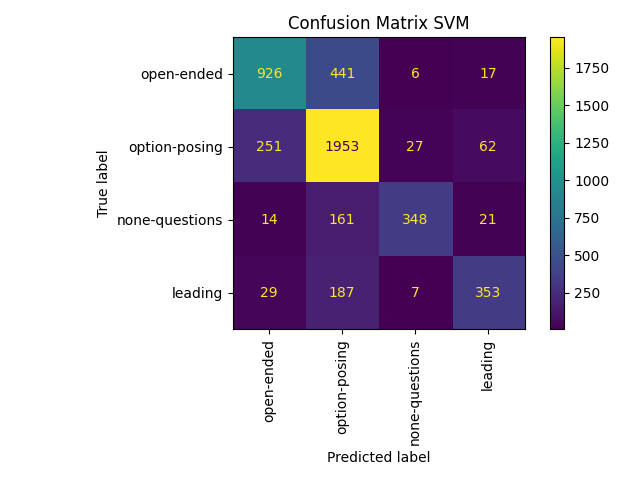 Confusion Matrix SVM
True label
open-ended 926 441 6 17
option-posing 251 1953 27 62
none-questions 14 161 348 21
leading 29 187 7 353
open-ended
option-posing
none-questions
leading
Predicted label
1750
1500
1250
1000
750
500
250